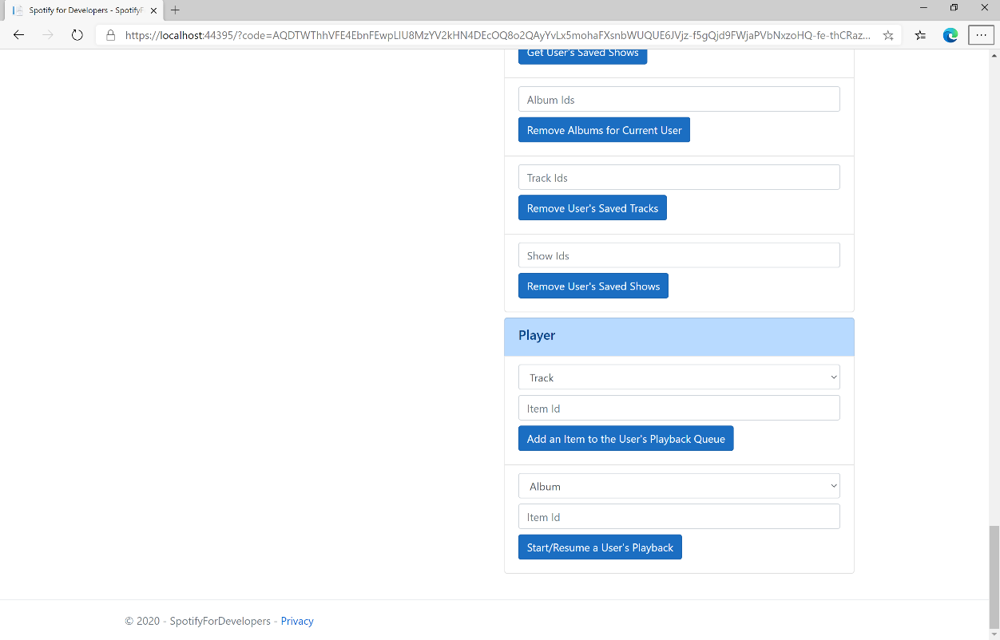 Spotify for Developers - SpotifyF
https://localhost:44395/?code=AQDTWThhVFE4EbnFEwpLlU8MzYV2kHN4DEcOQ8o2QAyYvLx5mohaFXsnbWUQUE6JVjz-f5gQjd9FWjaPVbNxzoHQ-fe-thCRaz...
Get User's Saved Shows
Album Ids
Remove Albums for Current User
Track Ids
Remove User's Saved Tracks
Show Ids
Remove User's Saved Shows
Player
Track
Item Id
Add an Item to the User's Playback Queue
Album
Item Id
Start/Resume a User's Playback
© 2020 - SpotifyForDevelopers - Privacy